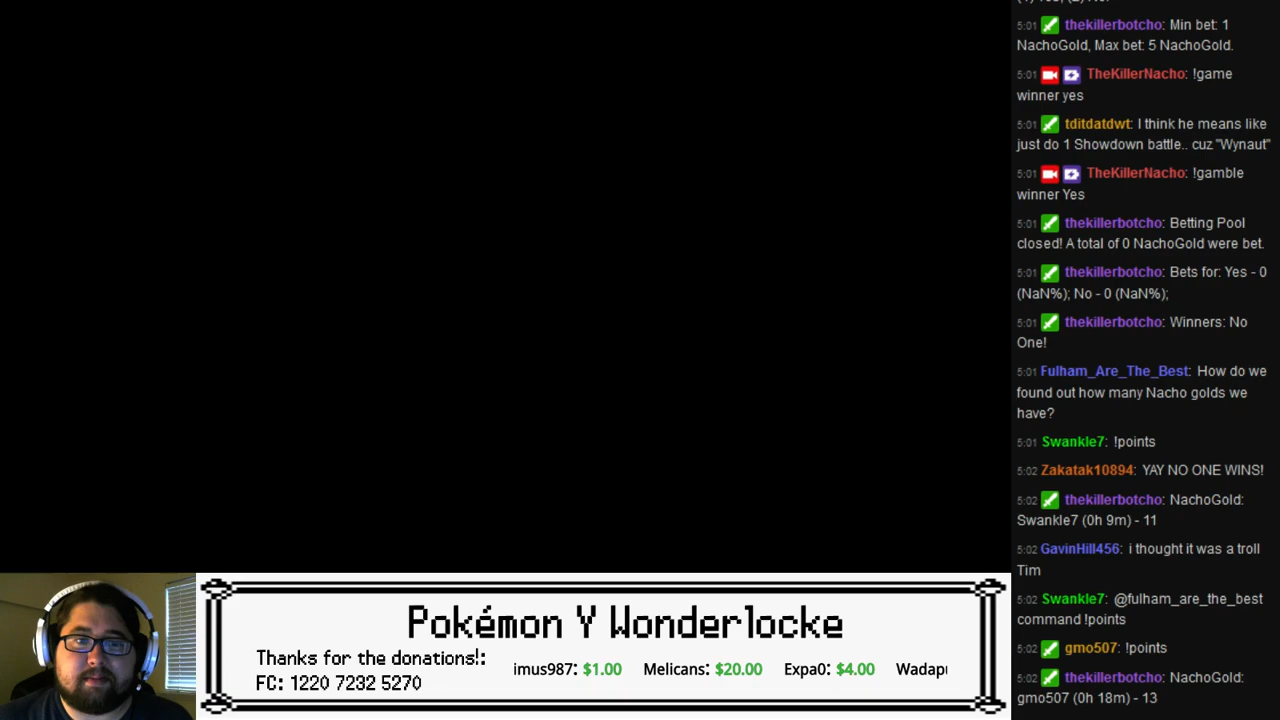 5:01 thekillerbotcho: Min bet: 1
NachoGold, Max bet: 5 NachoGold.
5:01 TheKillerNacho: !game
winner yes
5:01 tditdatdwt: I think he means like
just do 1 Showdown battle.. cuz "Wynaut"
5:01 TheKillerNacho: !gamble
winner Yes
5:01 thekillerbotcho: Betting Pool
closed! A total of 0 NachoGold were bet.
5:01 thekillerbotcho: Bets for: Yes - 0
(NaN%); No - 0 (NaN%);
5:01 thekillerbotcho: Winners: No
One!
5:01 Fulham_Are_The_Best: How do we
found out how many Nacho golds we
have?
5:01 Swankle7: !points
5:02 Zakatak10894: YAY NO ONE WINS!
5:02 thekillerbotcho: NachoGold:
Swankle7 (0h 9m) - 11
5:02 GavinHill456: i thought it was a troll
Tim
5:02 Swankle7: @fulham_are_the_best
command !points
5:02 gmo507: !points
5:02 thekillerbotcho: NachoGold:
gmo507 (0h 18m) - 13
Pokémon Y Wonderlocke
Thanks for the donations!:
FC: 1220 7232 5270
imus987: $1.00 Melicans: $20.00 Expa0: $4.00 Wadap